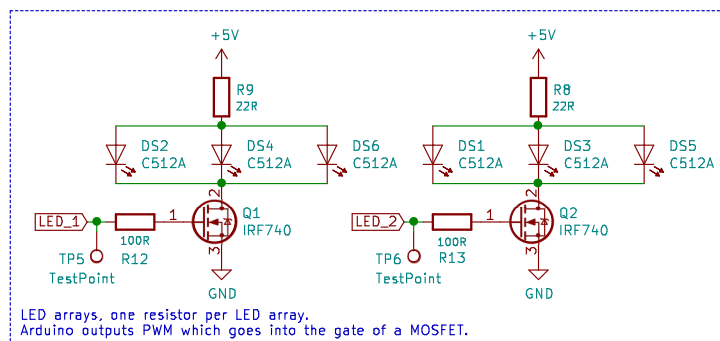 +5V
+5V
R9
22R
R8
22R
DS2
C512A
DS4
C512A
DS6
C512A
DS1
C512A
DS3
C512A
DS5
C512A
2
2
LED_1
1
Q1
IRF740
LED_2
1
Q2
IRF740
100R
R12
100R
R13
3
3
TP5
TestPoint
TP6
TestPoint
GND
GND
LED arrays, one resistor per LED array.
Arduino outputs PWM which goes into the gate of a MOSFET.